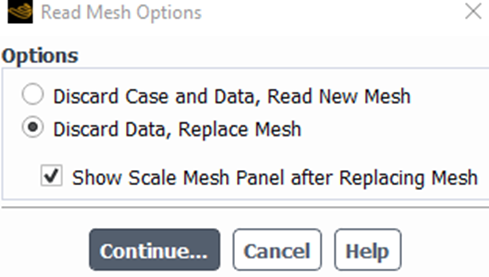 Read Mesh Options
Options
Discard Case and Data, Read New Mesh
Discard Data, Replace Mesh
Show Scale Mesh Panel after Replacing Mesh
Continue... Cancel Help